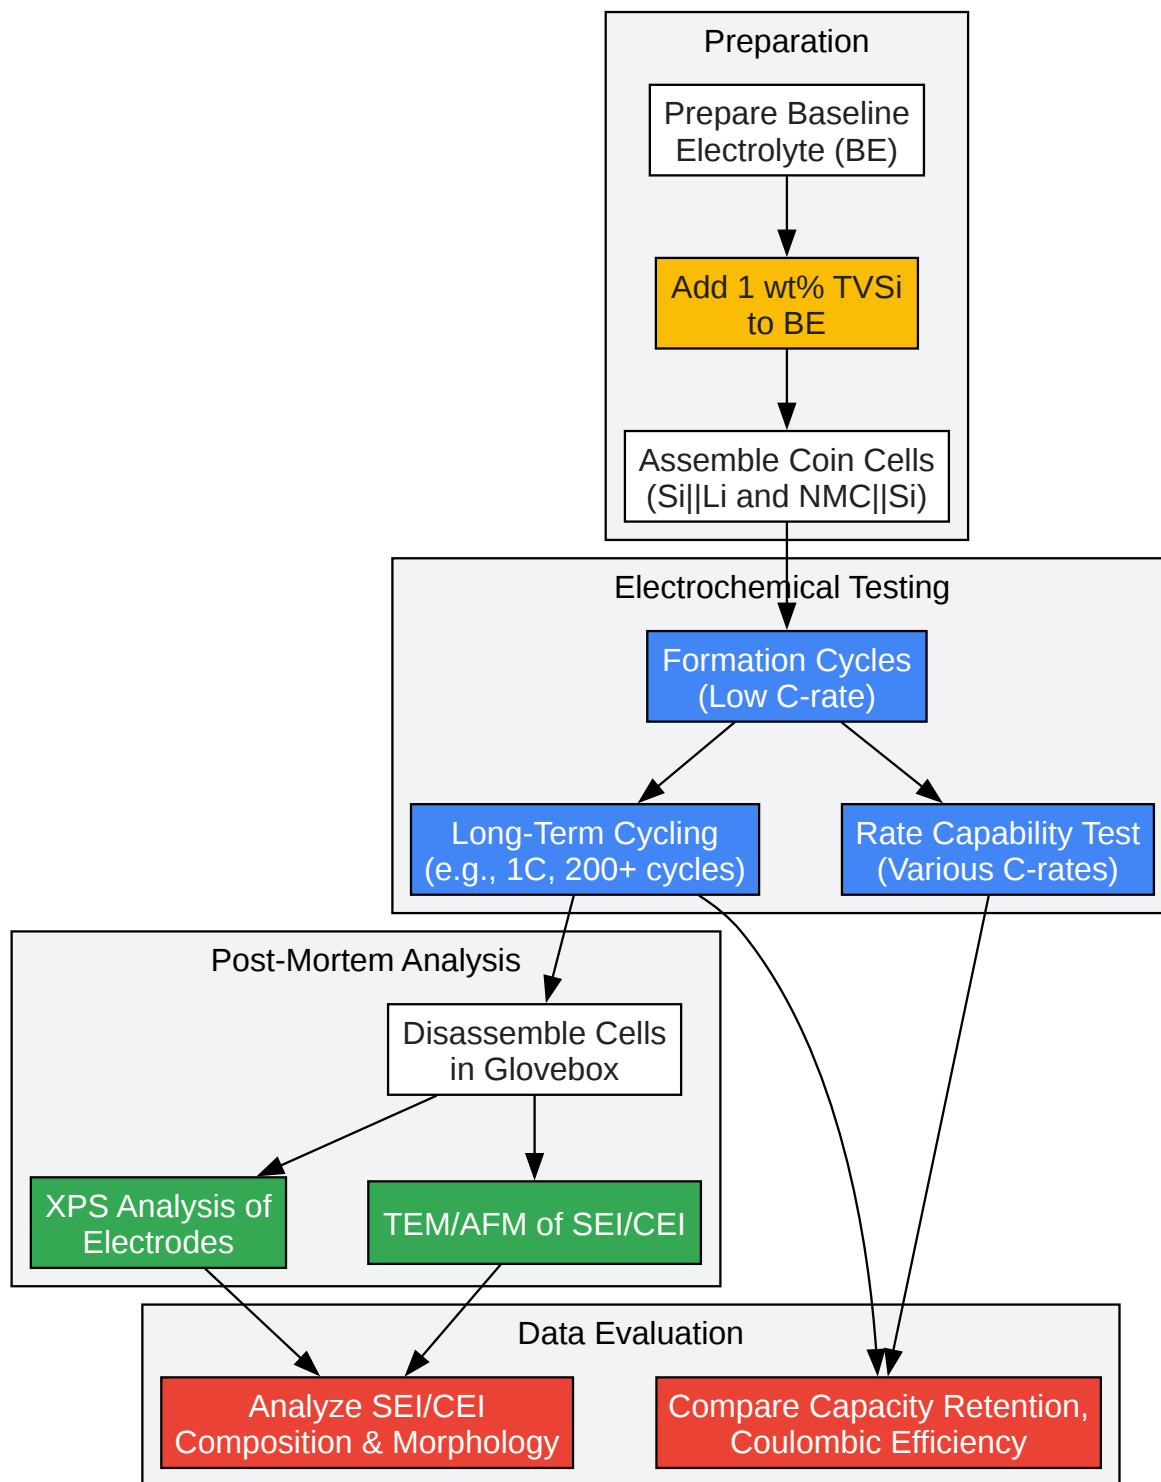 Preparation
Prepare Baseline
Electrolyte (BE)
Add 1 wt% TVSi
to BE
Assemble Coin Cells
(Si||Li and NMC||Si)
Electrochemical Testing
Formation Cycles
(Low C-rate)
Long-Term Cycling
(e.g., 1C, 200+ cycles)
Rate Capability Test
(Various C-rates)
Post-Mortem Analysis
Disassemble Cells
in Glovebox
XPS Analysis of
Electrodes
TEM/AFM of SEI/CEI
Data Evaluation
Analyze SEI/CEI
Composition & Morphology
Compare Capacity Retention,
Coulombic Efficiency